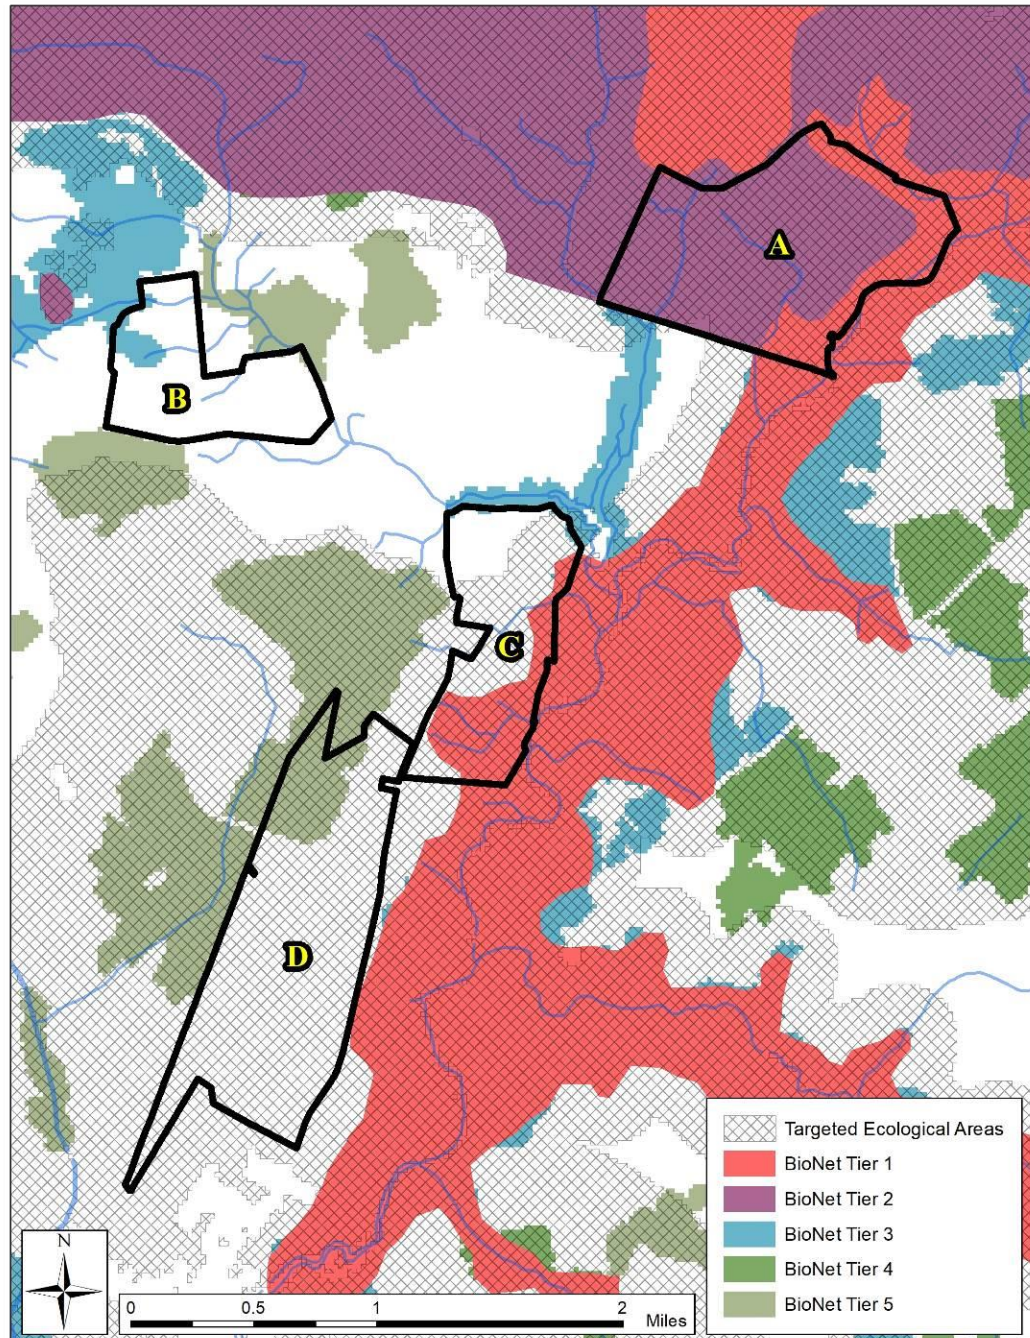 A
B
C
D
Targeted Ecological Areas
BioNet Tier 1
BioNet Tier 2
BioNet Tier 3
BioNet Tier 4
BioNet Tier 5
N
0 0.5 1 2
Miles